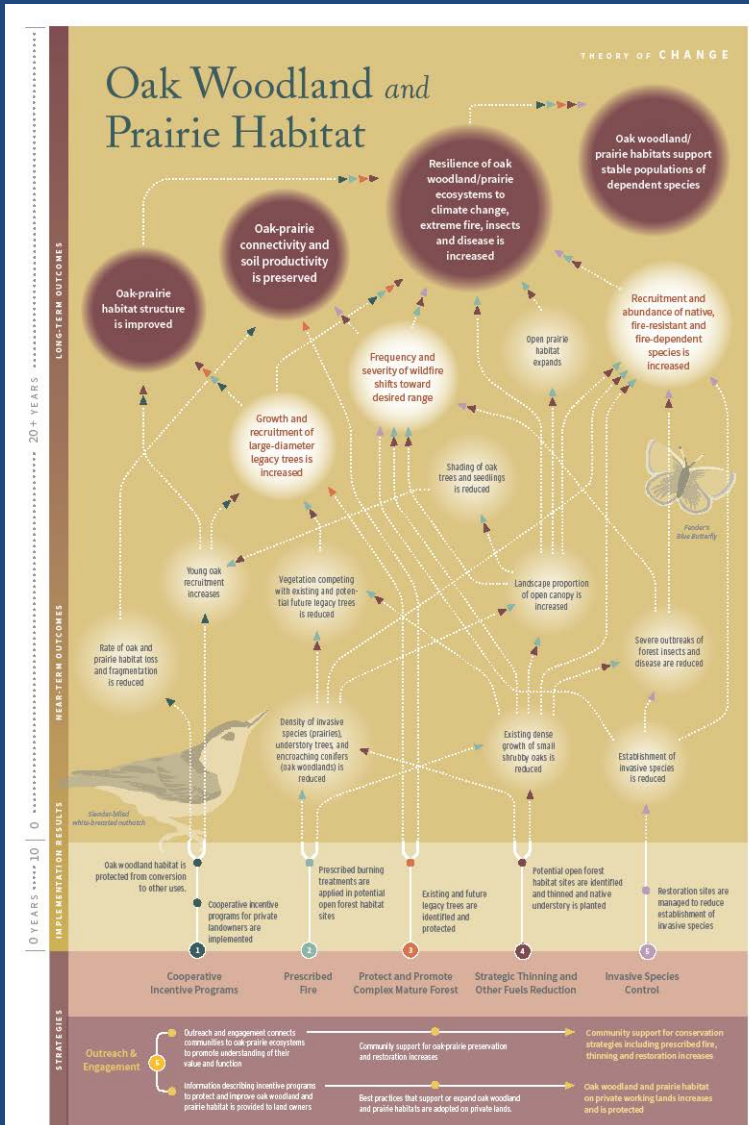 THEORY OF CHANGE
Oak Woodland and
Prairie Habitat
Oak woodland/
prairie habitats support
stable populations of
dependent species
Resilience of oak
woodland/prairie
ecosystems to
climate change,
extreme fire, insects
and disease is
increased
Oak-prairie
connectivity and
soil productivity
is preserved
Oak-prairie
habitat structure
is improved
Recruitment and
abundance of native,
fire-resistant and
fire-dependent
species is
increased
Open prairie
habitat
expands
Frequency and
severity of wildfire
shifts toward
desired range
Growth and
recruitment of
large-diameter
legacy trees is
increased
Shading of oak
trees and seedlings
is reduced
Fender's
Blue Butterfly
Young oak
recruitment
increases
Vegetation competing
with existing and poten-
tial future legacy trees
is reduced
Landscape proportion
of open canopy is
increased
Rate of oak and
prairie habitat loss
and fragmentation
is reduced
Severe outbreaks of
forest insects and
disease are reduced
Density of invasive
species (prairies),
understory trees, and
encroaching conifers
(oak woodlands) is
reduced
Existing dense
growth of small
shrubby oaks is
reduced
Establishment of
invasive species
is reduced
Slender-billed
white-breasted nuthatch
LONG-TERM OUTCOMES
NEAR-TERM OUTCOMES
IMPLEMENTATION RESULTS
STRATEGIES
20+ YEARS
0
10
0 YEARS
Oak woodland habitat is
protected from conversion
to other uses.
Cooperative incentive
programs for private
landowners are
implemented
Prescribed burning
treatments are
applied in potential
open forest habitat
sites
Existing and future
legacy trees are
identified and
protected
Potential open forest
habitat sites are identified
and thinned and native
understory is planted
Restoration sites are
managed to reduce
establishment of
invasive species
1
2
3
4
5
Cooperative
Incentive Programs
Prescribed
Fire
Protect and Promote
Complex Mature Forest
Strategic Thinning and
Other Fuels Reduction
Invasive Species
Control
Outreach &
Engagement
6
Outreach and engagement connects
communities to oak-prairie ecosystems
to promote understanding of their
value and function
Community support for oak-prairie preservation
and restoration increases
Community support for conservation
strategies including prescribed fire,
thinning and restoration increases
Information describing incentive programs
to protect and improve oak woodland and
prairie habitat is provided to land owners
Best practices that support or expand oak woodland
and prairie habitats are adopted on private lands.
Oak woodland and prairie habitat
on private working lands increases
and is protected